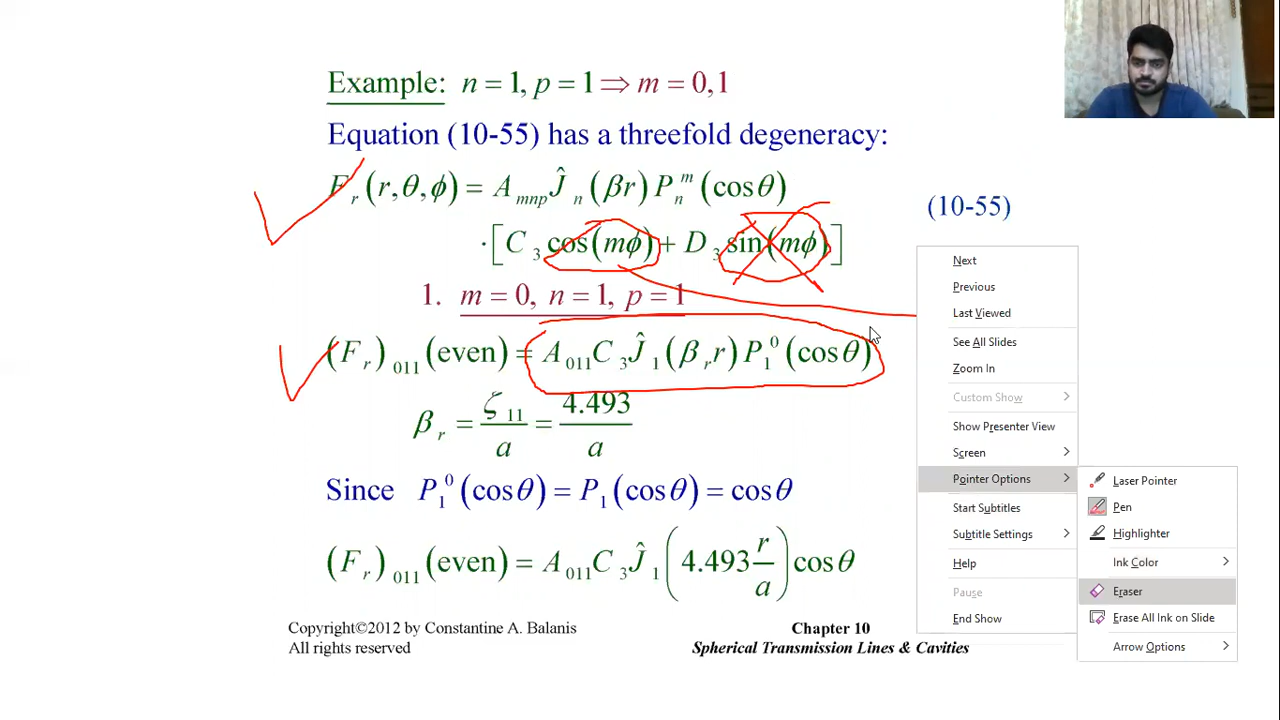 Example: n = 1, p = 1 ⇒ m = 0,1
Equation (10-55) has a threefold degeneracy:
F_r (r, θ, ϕ) = A_mnp Ĵ_n (βr) P_n^m (cosθ)
·[C_3 cos(mϕ) + D_3 sin(mϕ)]
(10-55)
1. m = 0, n = 1, p = 1
(F_r)_011 (even) = A_011 C_3 Ĵ_1 (β_r r) P_1^0 (cosθ)
β_r = ζ_11 / a = 4.493 / a
Since P_1^0 (cosθ) = P_1 (cosθ) = cosθ
(F_r)_011 (even) = A_011 C_3 Ĵ_1 (4.493 r/a) cosθ
Copyright©2012 by Constantine A. Balanis
All rights reserved
Chapter 10
Spherical Transmission Lines & Cavities
Next
Previous
Last Viewed
See All Slides
Zoom In
Custom Show
Show Presenter View
Screen
Pointer Options
Start Subtitles
Subtitle Settings
Help
Pause
End Show
Laser Pointer
Pen
Highlighter
Ink Color
Eraser
Erase All Ink on Slide
Arrow Options